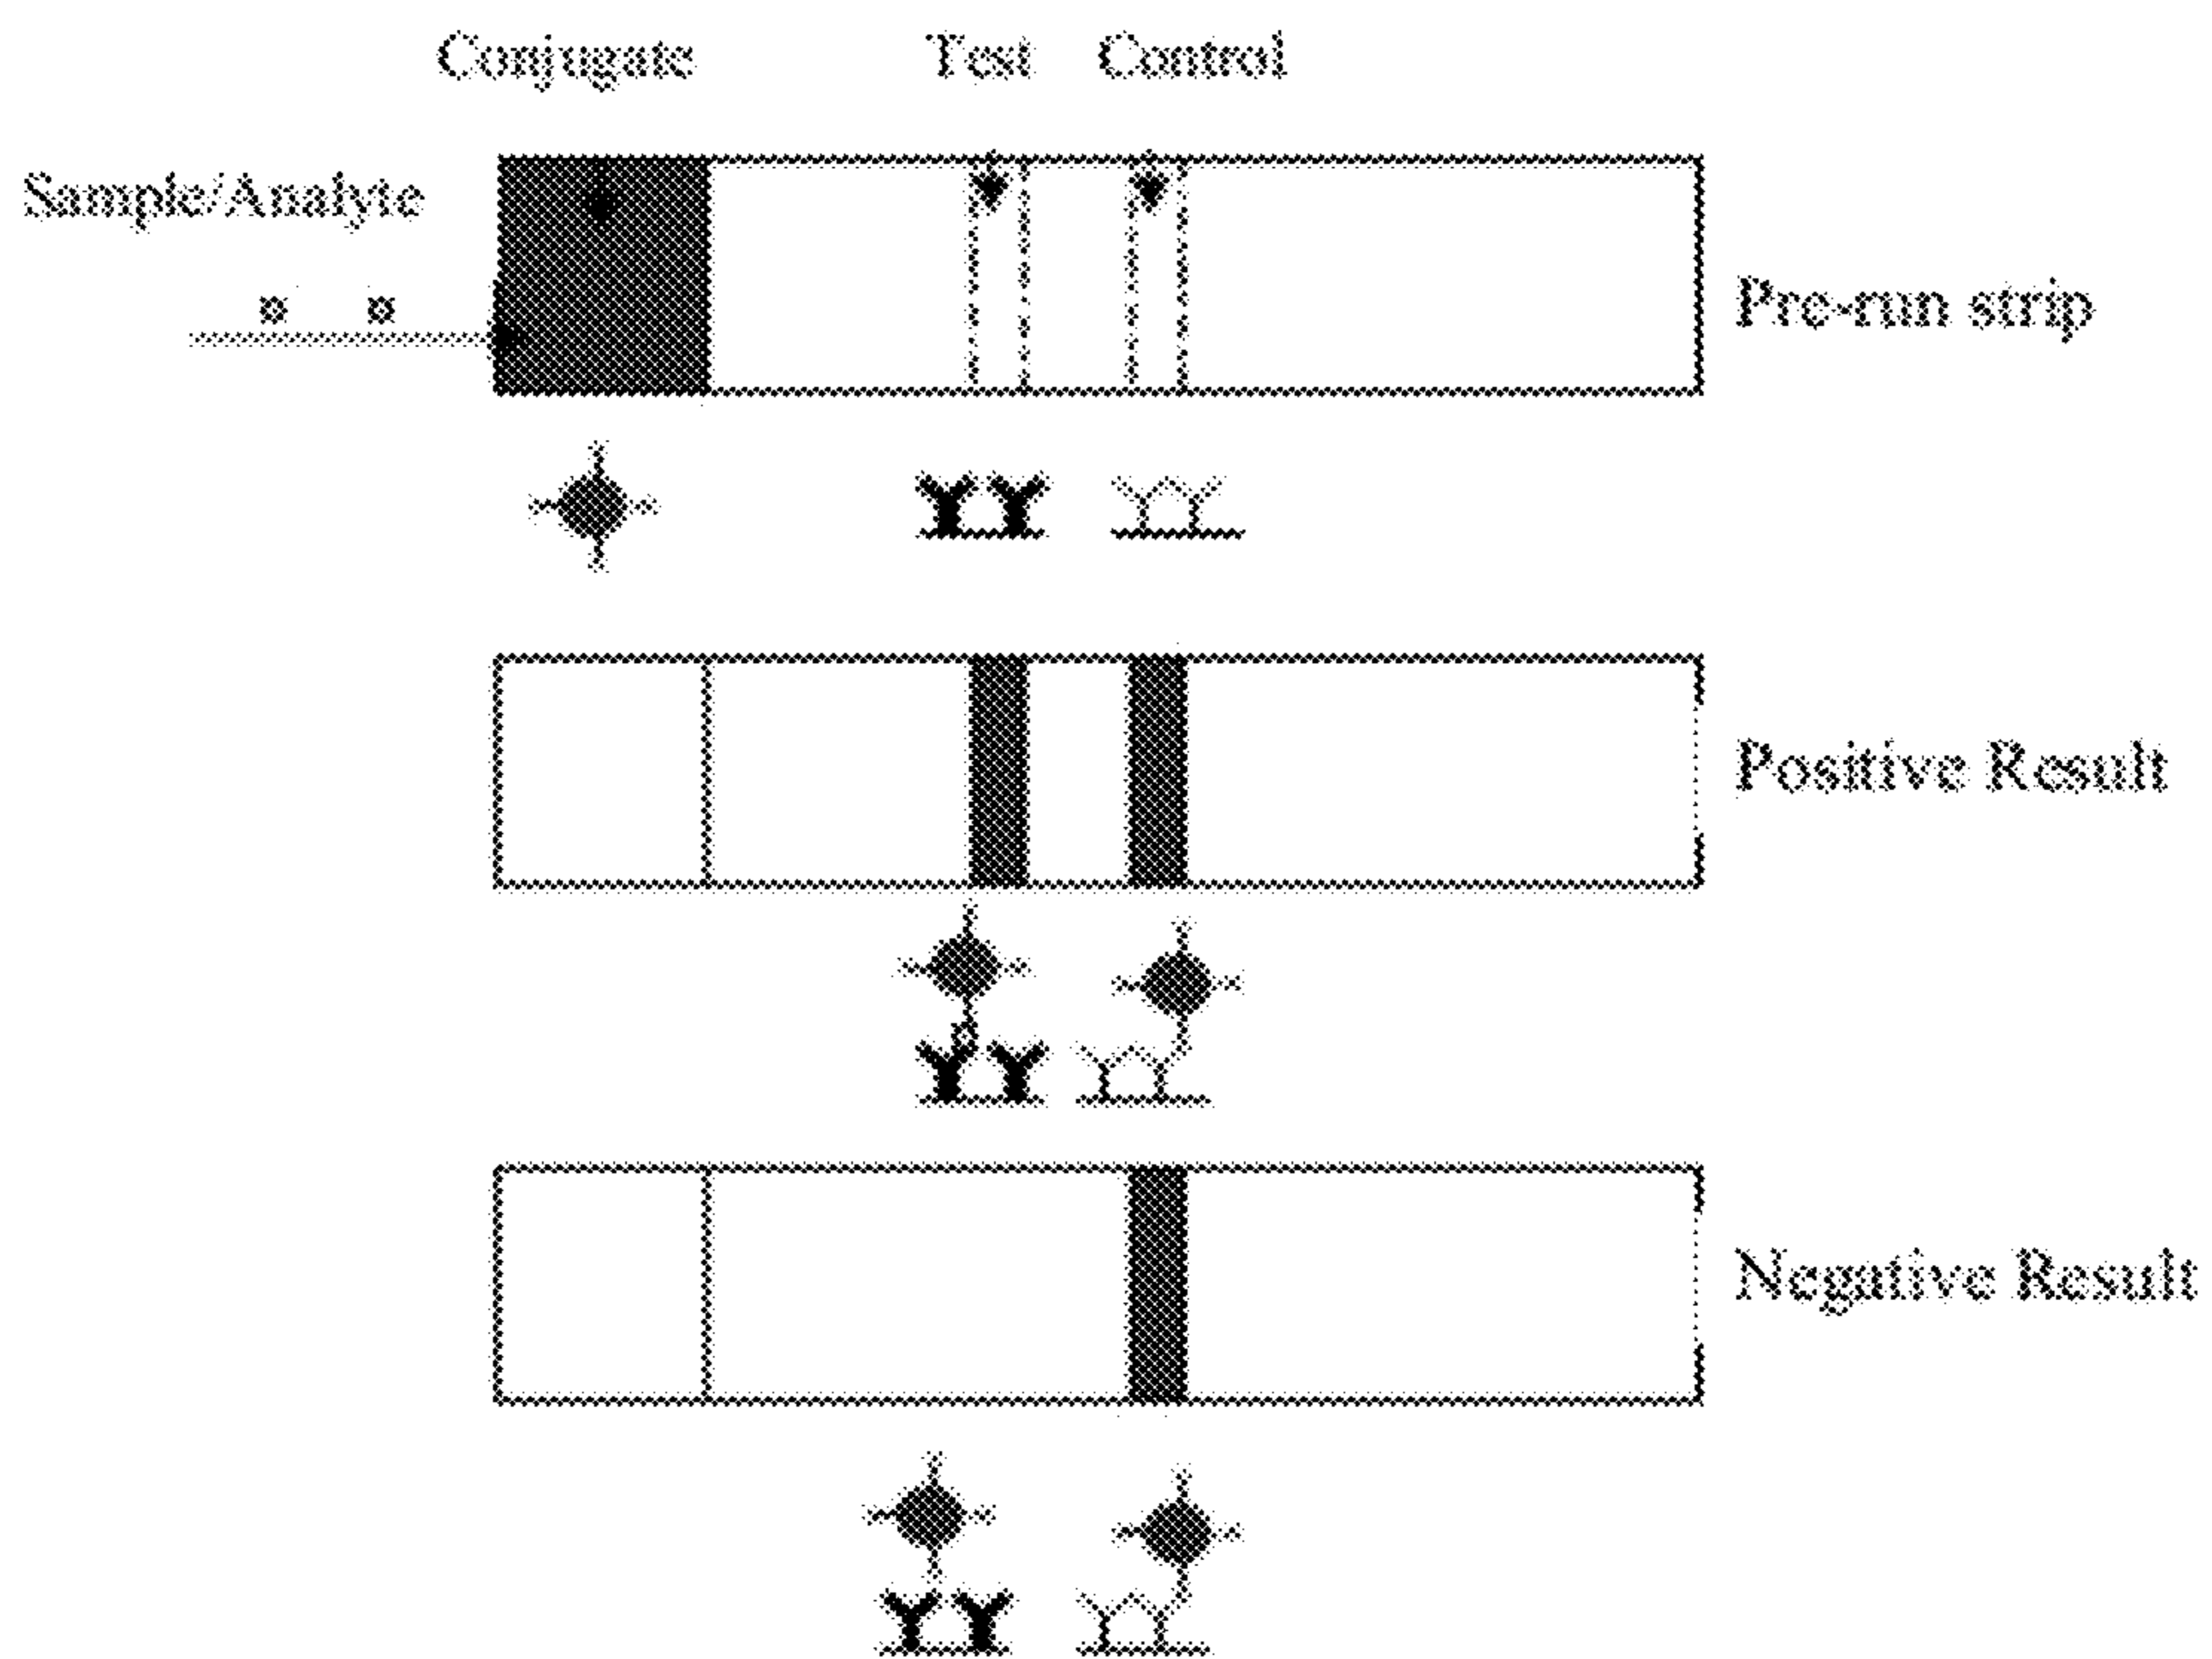 Conjugate Test Control
Sample/Analyte
Pre-run strip
Positive Result
Negative Result